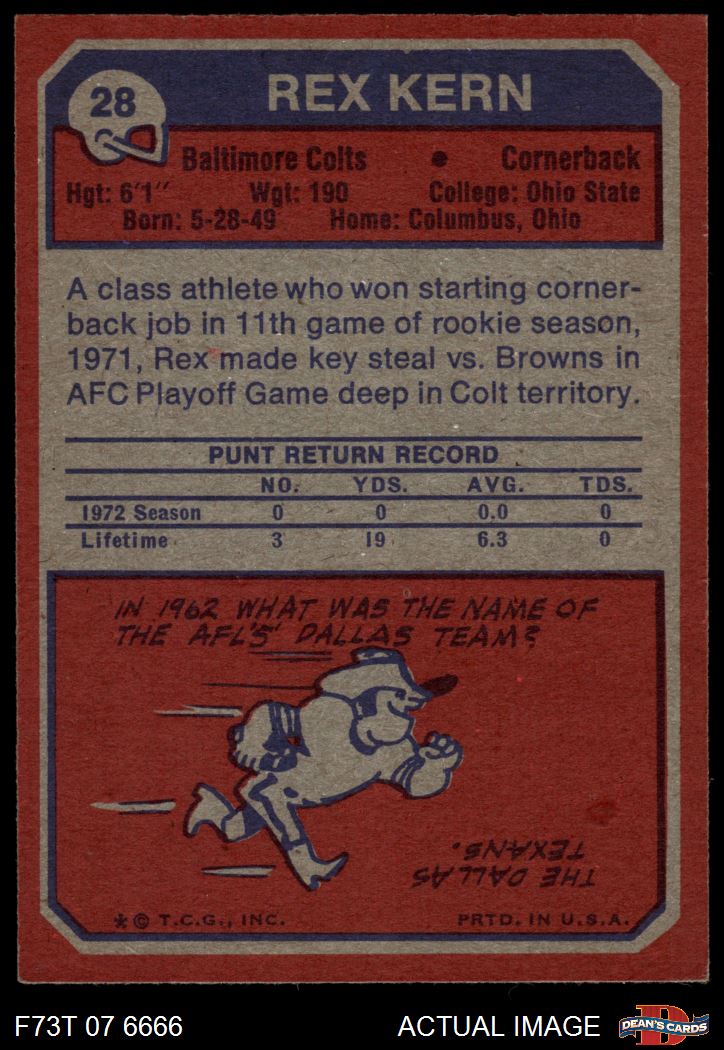 28
REX KERN
Baltimore Colts • Cornerback
Hgt: 6'1" Wgt: 190 College: Ohio State
Born: 5-28-49 Home: Columbus, Ohio
A class athlete who won starting corner-
back job in 11th game of rookie season,
1971, Rex made key steal vs. Browns in
AFC Playoff Game deep in Colt territory.
PUNT RETURN RECORD
NO. YDS. AVG. TDS.
1972 Season 0 0 0.0 0
Lifetime 3 19 6.3 0
IN 1962 WHAT WAS THE NAME OF
THE AFL'S' DALLAS TEAM?
THE DALLAS
TEXANS.
* © T.C.G., INC. PRTD. IN U.S.A.
F73T 07 6666 ACTUAL IMAGE
D
DEAN'S CARDS